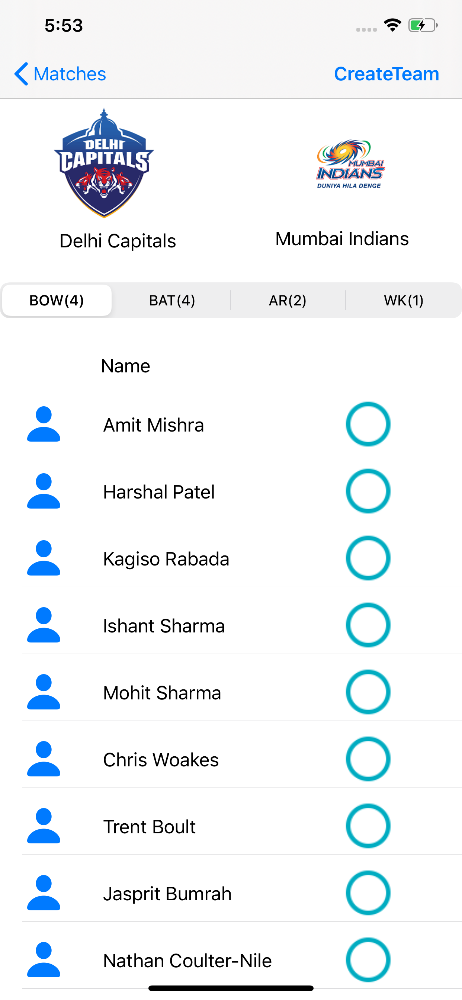 5:53
Matches
CreateTeam
DELHI
CAPITALS
MUMBAI
INDIANS
DUNIYA HILA DENGE
Delhi Capitals
Mumbai Indians
BOW(4)
BAT(4)
AR(2)
WK(1)
Name
Amit Mishra
Harshal Patel
Kagiso Rabada
Ishant Sharma
Mohit Sharma
Chris Woakes
Trent Boult
Jasprit Bumrah
Nathan Coulter-Nile